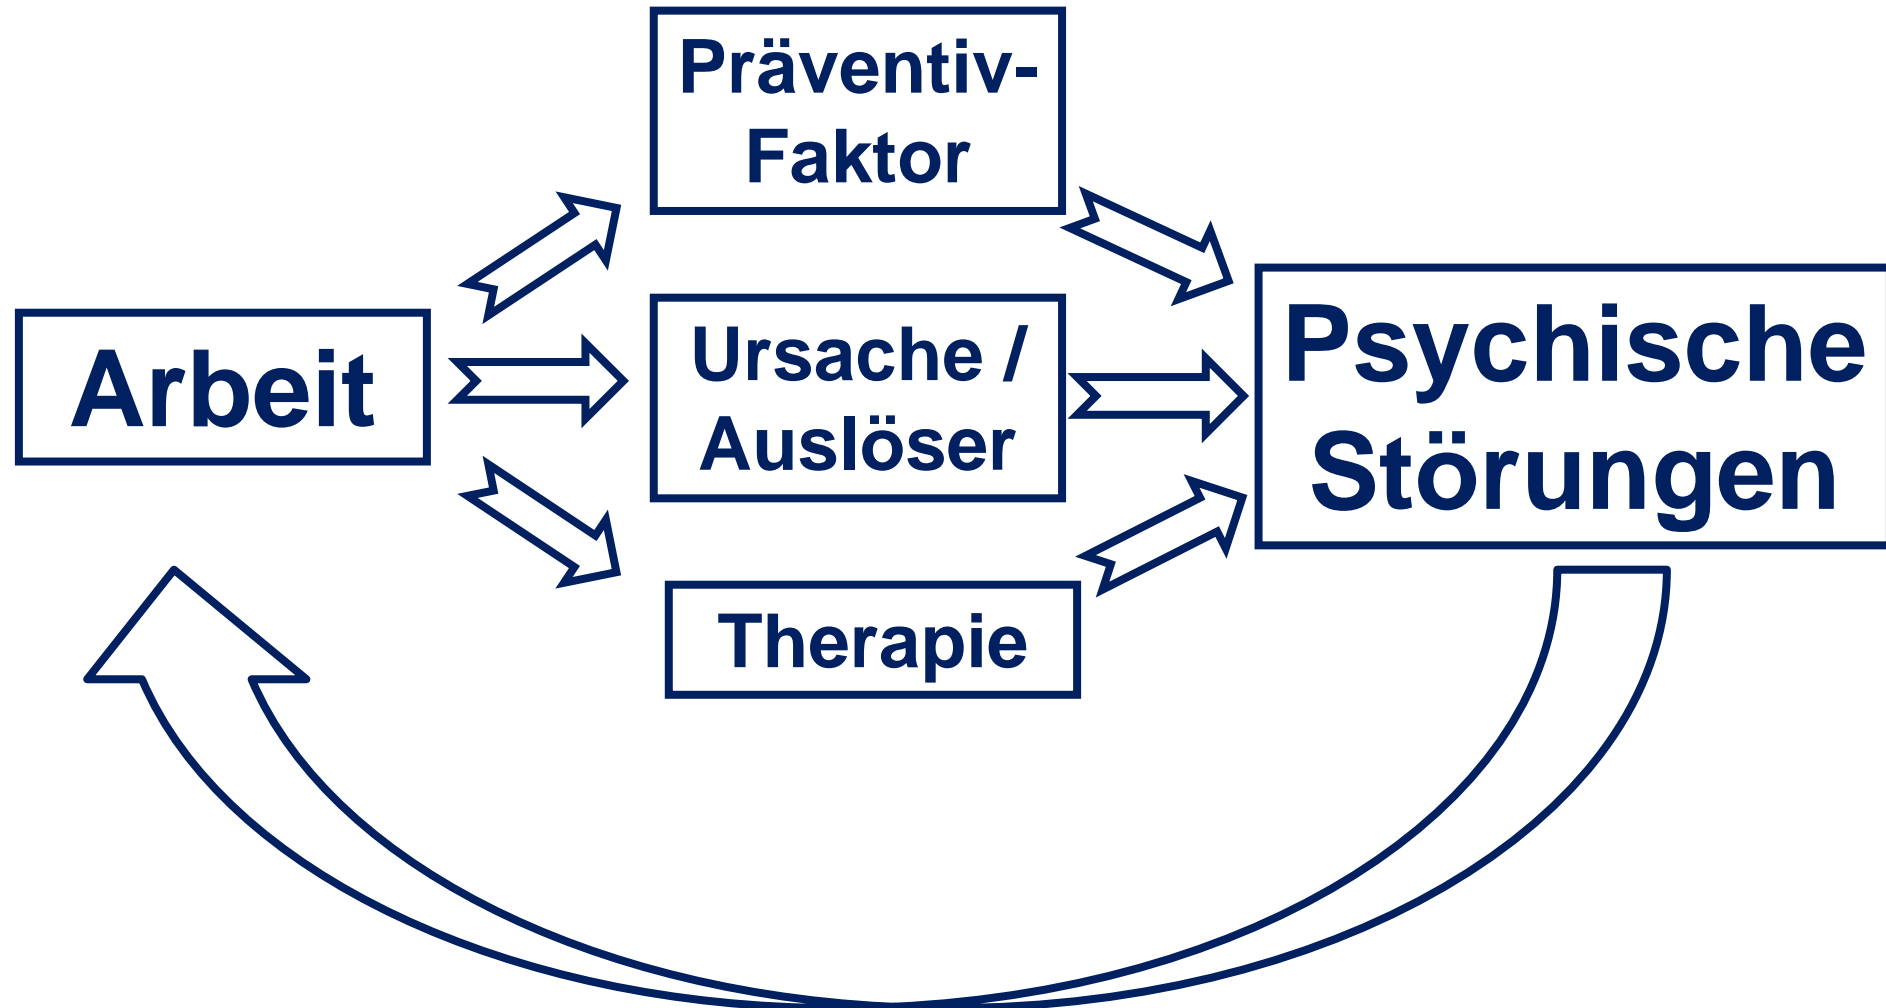 Präventiv-
Faktor
Arbeit
Ursache /
Auslöser
Therapie
Psychische
Störungen